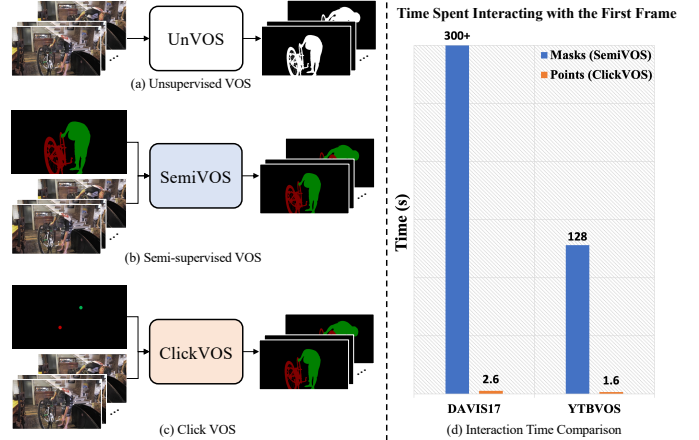 UnVOS
(a) Unsupervised VOS
SemiVOS
(b) Semi-supervised VOS
ClickVOS
(c) Click VOS
Time Spent Interacting with the First Frame
300+
Masks (SemiVOS)
Points (ClickVOS)
Time (s)
128
2.6
1.6
DAVIS17
YTBVOS
(d) Interaction Time Comparison